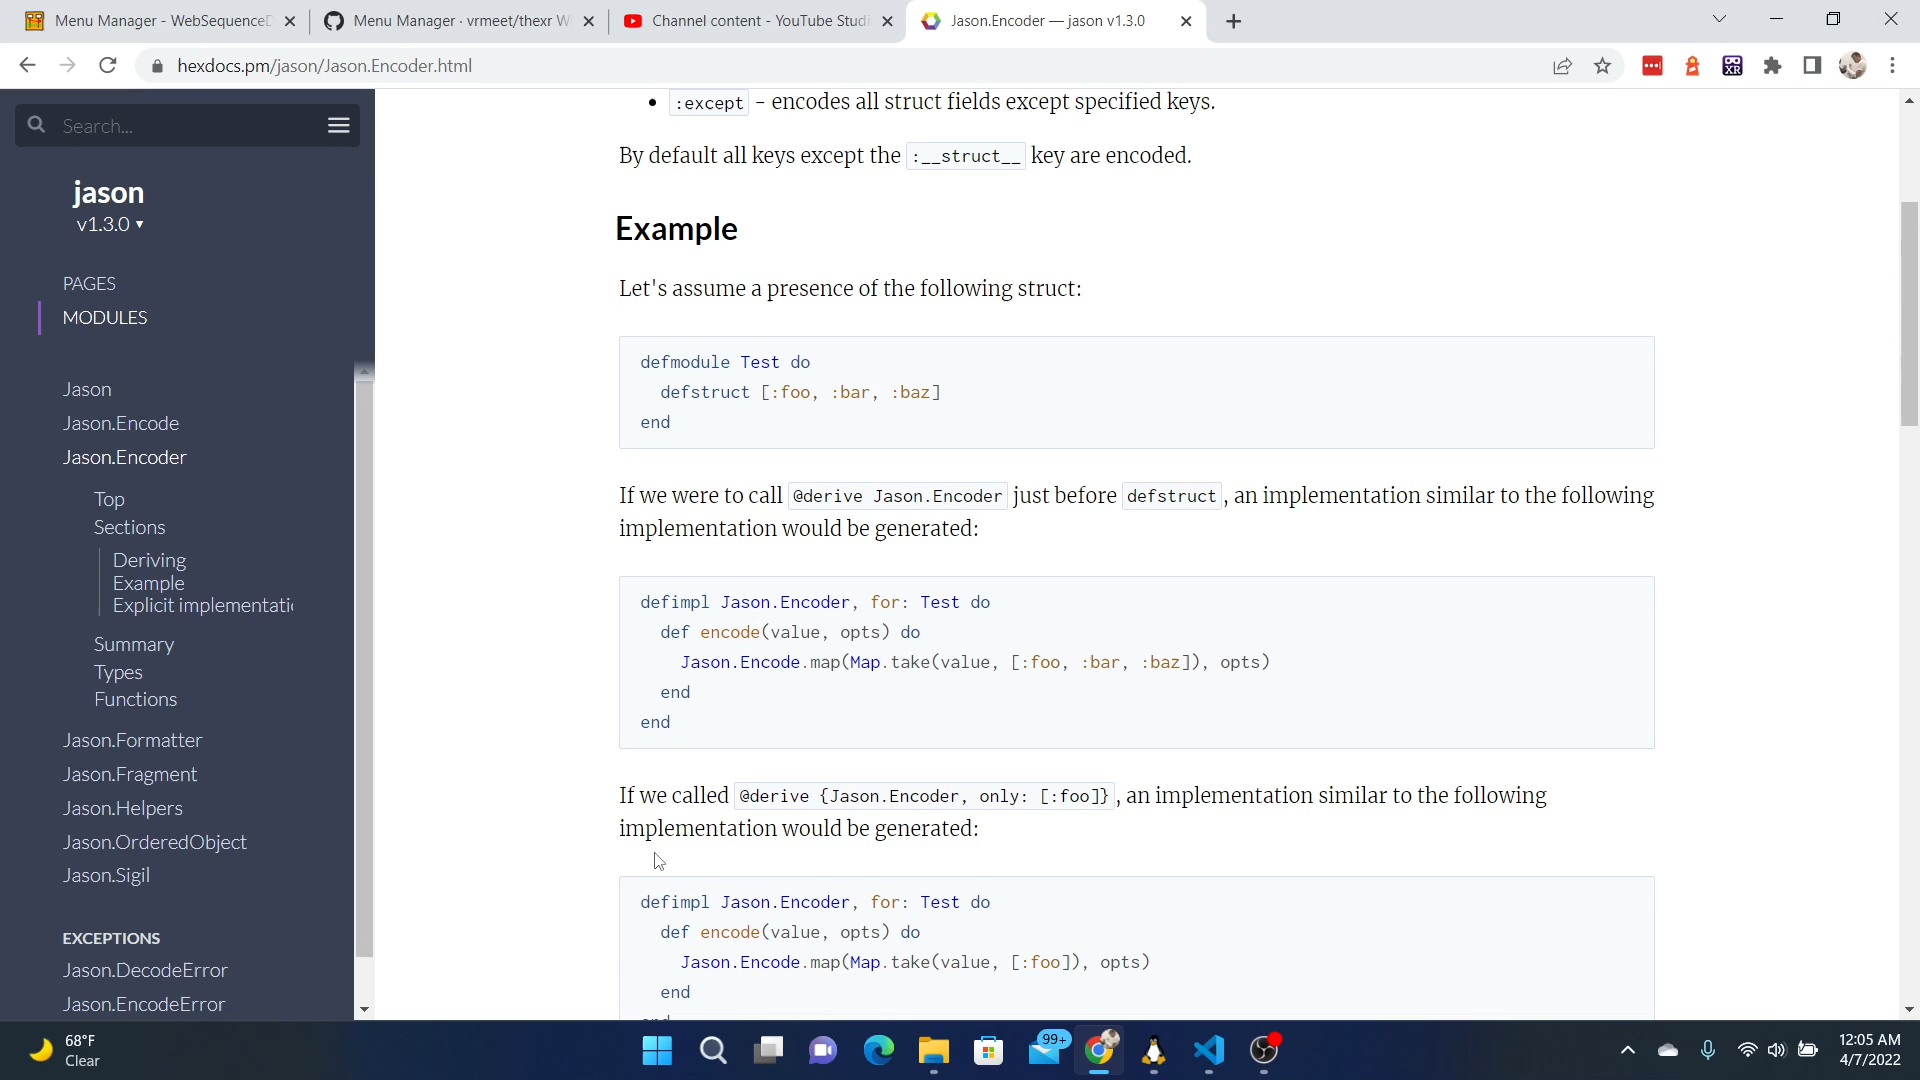 Menu Manager - WebSequenceD
Menu Manager · vrmeet/thexr W
Channel content - YouTube Studi
Jason.Encoder — jason v1.3.0
hexdocs.pm/jason/Jason.Encoder.html
XR
Search...
jason
v1.3.0
PAGES
MODULES
Jason
Jason.Encode
Jason.Encoder
Top
Sections
Deriving
Example
Explicit implementati
Summary
Types
Functions
Jason.Formatter
Jason.Fragment
Jason.Helpers
Jason.OrderedObject
Jason.Sigil
EXCEPTIONS
Jason.DecodeError
Jason.EncodeError
• :except - encodes all struct fields except specified keys.
By default all keys except the :__struct__ key are encoded.
Example
Let's assume a presence of the following struct:
defmodule Test do
defstruct [:foo, :bar, :baz]
end
If we were to call @derive Jason.Encoder just before defstruct, an implementation similar to the following
implementation would be generated:
defimpl Jason.Encoder, for: Test do
def encode(value, opts) do
Jason.Encode.map(Map.take(value, [:foo, :bar, :baz]), opts)
end
end
If we called @derive {Jason.Encoder, only: [:foo]}, an implementation similar to the following
implementation would be generated:
defimpl Jason.Encoder, for: Test do
def encode(value, opts) do
Jason.Encode.map(Map.take(value, [:foo]), opts)
end
end
68°F
Clear
99+
12:05 AM
4/7/2022